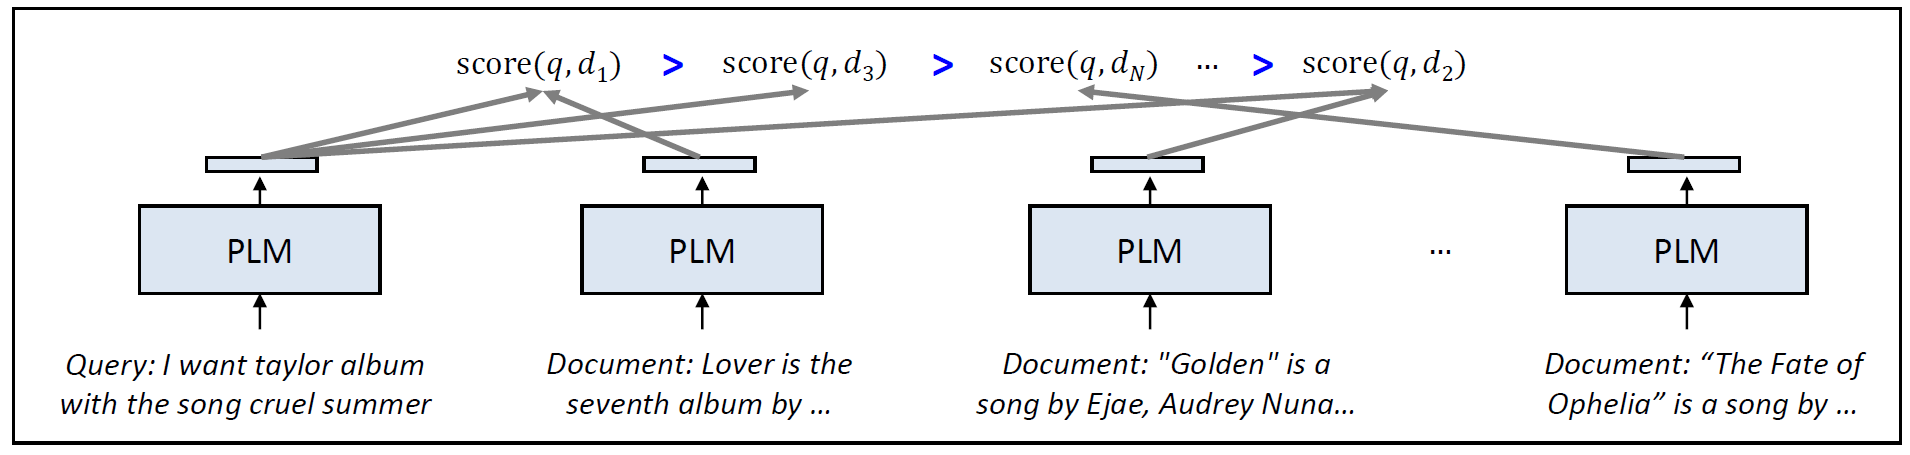 score(q, d₁) > score(q, d₃) > score(q, d_N) ... > score(q, d₂)
PLM PLM PLM ... PLM
Query: I want taylor album
with the song cruel summer
Document: Lover is the
seventh album by ...
Document: "Golden" is a
song by Ejae, Audrey Nuna...
Document: “The Fate of
Ophelia” is a song by ...